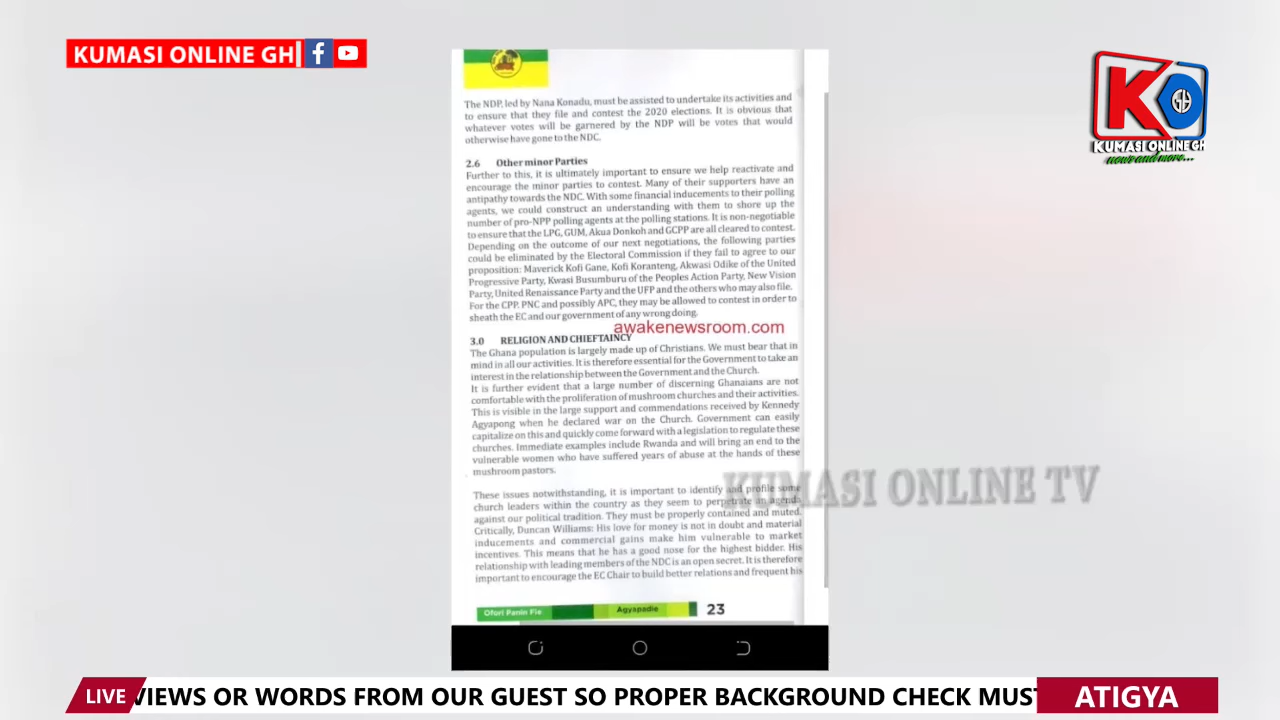 KUMASI ONLINE GH
KO
KUMASI ONLINE GH
news and more...
The NDP, led by Nana Konadu, must be assisted to undertake its activities and
to ensure that they file and contest the 2020 elections. It is obvious that
whatever votes will be garnered by the NDP will be votes that would
otherwise have gone to the NDC.
2.6 Other minor Parties
Further to this, it is ultimately important to ensure we help reactivate and
encourage the minor parties to contest. Many of their supporters have an
antipathy towards the NDC. With some financial inducements to their polling
agents, we could construct an understanding with them to shore up the
number of pro-NPP polling agents at the polling stations. It is non-negotiable
to ensure that the LPG, GUM, Akua Donkoh and GCPP are all cleared to contest.
Depending on the outcome of our next negotiations, the following parties
could be eliminated by the Electoral Commission if they fail to agree to our
proposition: Maverick Kofi Gane, Kofi Koranteng, Akwasi Odike of the United
Progressive Party, Kwasi Busumburu of the Peoples Action Party, New Vision
Party, United Renaissance Party and the UFP and the others who may also file.
For the CPP, PNC and possibly APC, they may be allowed to contest in order to
sheath the EC and our government of any wrong doing.
awakenewsroom.com
3.0 RELIGION AND CHIEFTAINCY
The Ghana population is largely made up of Christians. We must bear that in
mind in all our activities. It is therefore essential for the Government to take an
interest in the relationship between the Government and the Church.
It is further evident that a large number of discerning Ghanaians are not
comfortable with the proliferation of mushroom churches and their activities.
This is visible in the large support and commendations received by Kennedy
Agyapong when he declared war on the Church. Government can easily
capitalize on this and quickly come forward with a legislation to regulate these
churches. Immediate examples include Rwanda and will bring an end to the
vulnerable women who have suffered years of abuse at the hands of these
mushroom pastors.
KUMASI ONLINE TV
These issues notwithstanding, it is important to identify and profile some
church leaders within the country as they seem to perpetrate an agenda
against our political tradition. They must be properly contained and muted.
Critically, Duncan Williams: His love for money is not in doubt and material
inducements and commercial gains make him vulnerable to market
incentives. This means that he has a good nose for the highest bidder. His
relationship with leading members of the NDC is an open secret. It is therefore
important to encourage the EC Chair to build better relations and frequent his
Ofori Panin Fie Agyapadie 23
LIVE VIEWS OR WORDS FROM OUR GUEST SO PROPER BACKGROUND CHECK MUST ATIGYA